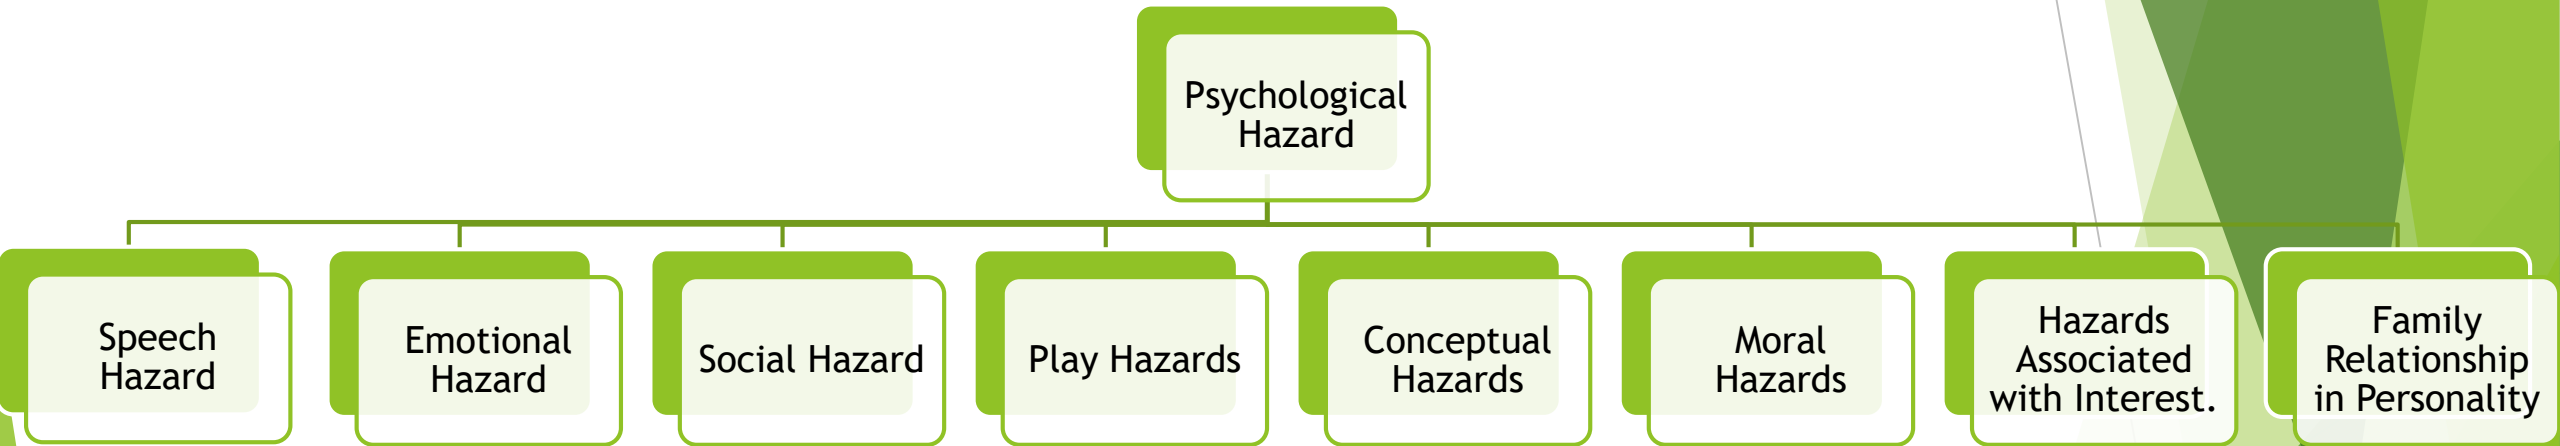 Psychological
Hazard
Speech
Hazard
Emotional
Hazard
Social Hazard
Play Hazards
Conceptual
Hazards
Moral
Hazards
Hazards
Associated
with Interest.
Family
Relationship
in Personality